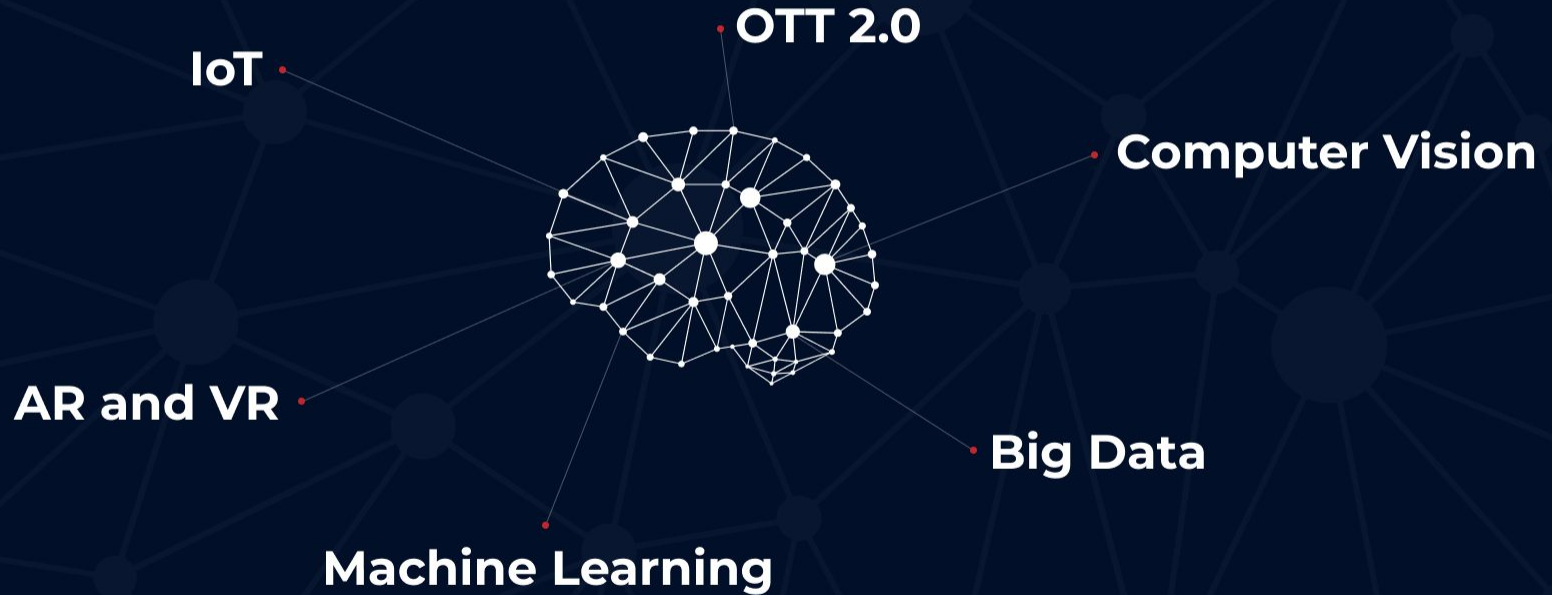 OTT 2.0
IoT
Computer Vision
AR and VR
Big Data
Machine Learning